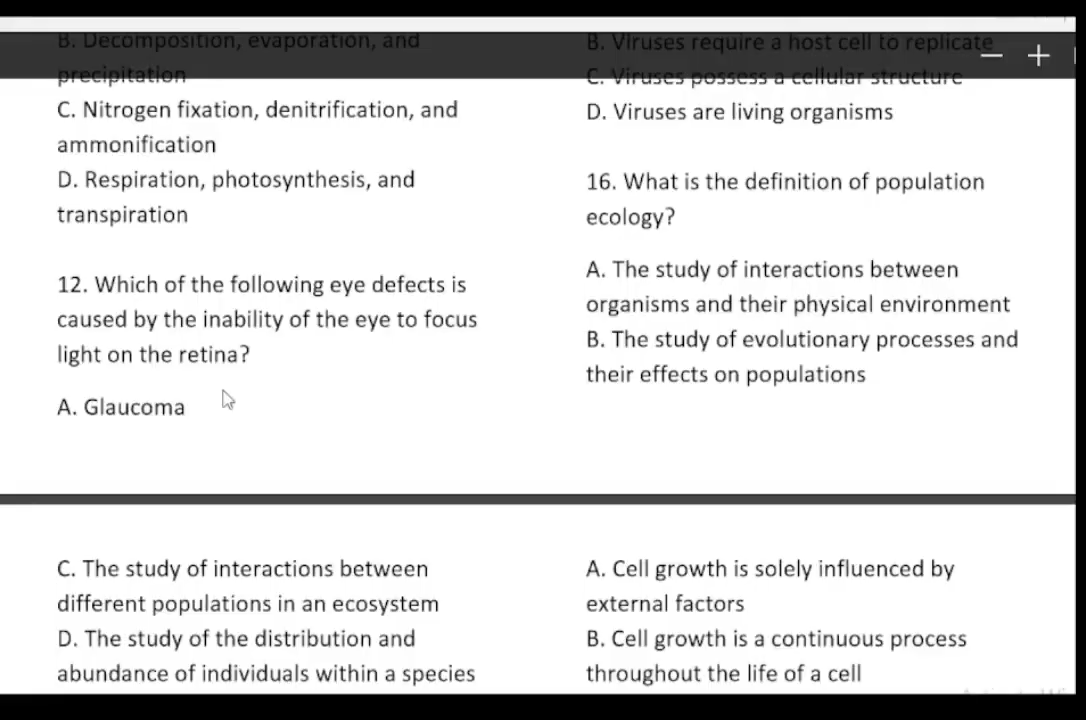 B. Decomposition, evaporation, and
precipitation
C. Nitrogen fixation, denitrification, and
ammonification
D. Respiration, photosynthesis, and
transpiration
12. Which of the following eye defects is
caused by the inability of the eye to focus
light on the retina?
A. Glaucoma
B. Viruses require a host cell to replicate
C. Viruses possess a cellular structure
D. Viruses are living organisms
16. What is the definition of population
ecology?
A. The study of interactions between
organisms and their physical environment
B. The study of evolutionary processes and
their effects on populations
C. The study of interactions between
different populations in an ecosystem
D. The study of the distribution and
abundance of individuals within a species
A. Cell growth is solely influenced by
external factors
B. Cell growth is a continuous process
throughout the life of a cell